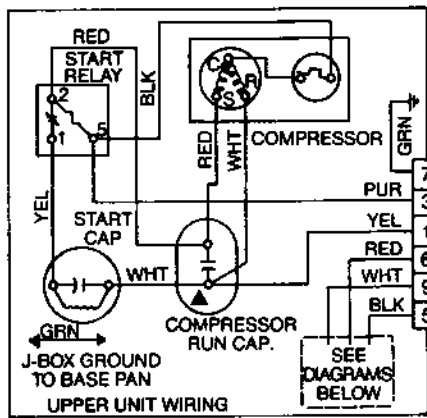 RED
START
RELAY
BLK
2
1
5
C
R
S
COMPRESSOR
RED
WHT
GRN
7
PUR
3
YEL
YEL
1
START
CAP
RED
6
WHT
WHT
9
BLK
5
COMPRESSOR
RUN CAP.
GRN
J-BOX GROUND
TO BASE PAN
SEE
DIAGRAMS
BELOW
UPPER UNIT WIRING